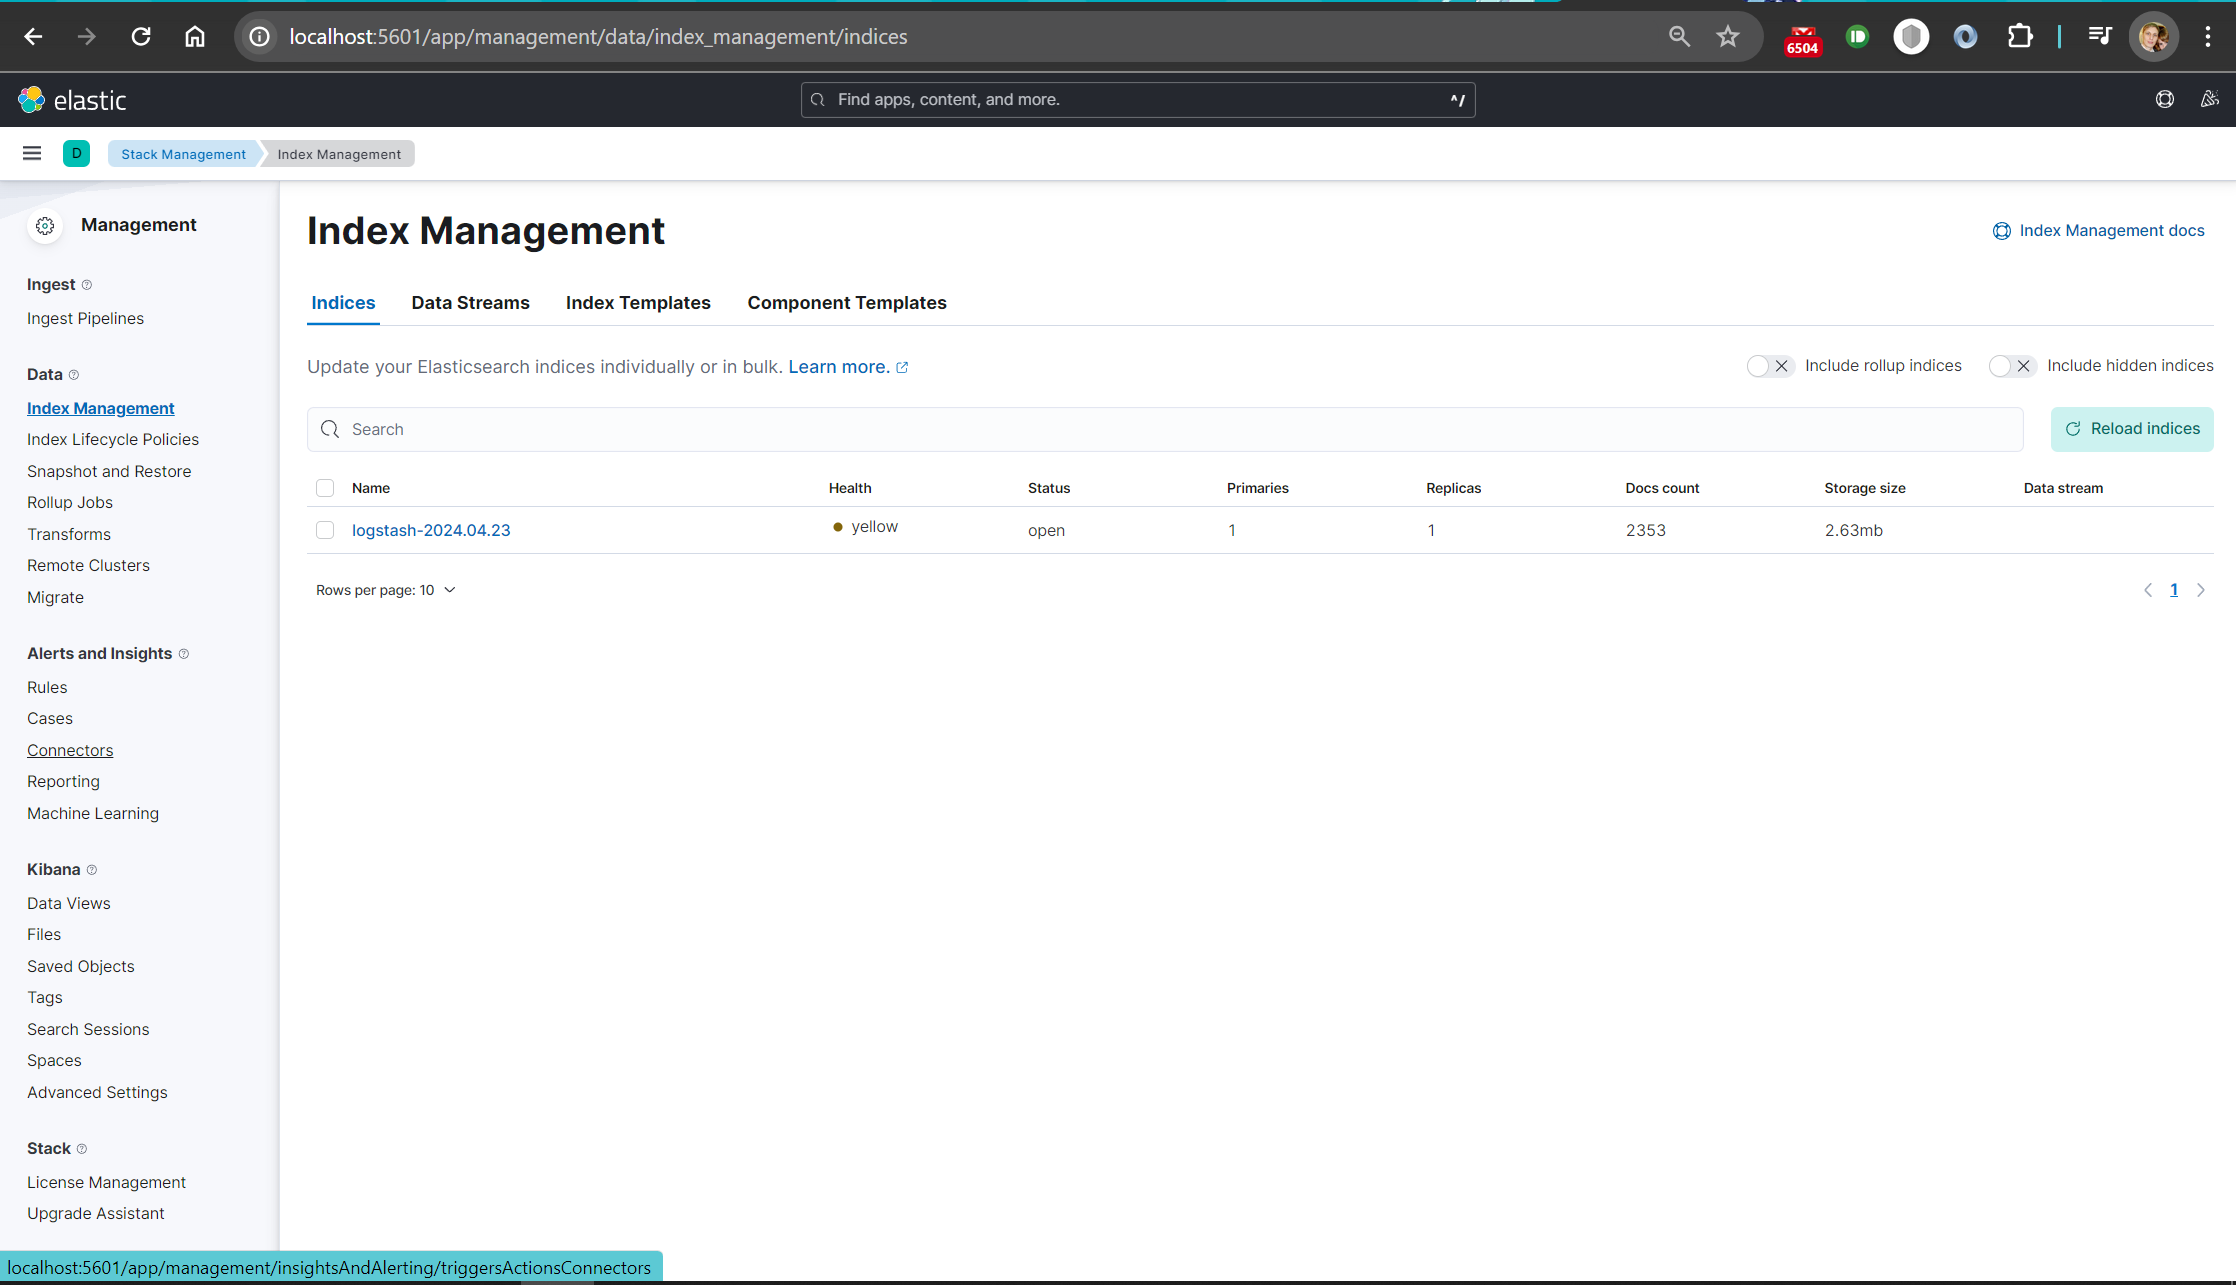 localhost:5601/app/management/data/index_management/indices
6504
elastic
Find apps, content, and more.
^/
D
Stack Management
Index Management
Management
Ingest
Ingest Pipelines
Data
Index Management
Index Lifecycle Policies
Snapshot and Restore
Rollup Jobs
Transforms
Remote Clusters
Migrate
Alerts and Insights
Rules
Cases
Connectors
Reporting
Machine Learning
Kibana
Data Views
Files
Saved Objects
Tags
Search Sessions
Spaces
Advanced Settings
Stack
License Management
Upgrade Assistant
Index Management
Index Management docs
Indices Data Streams Index Templates Component Templates
Update your Elasticsearch indices individually or in bulk. Learn more.
Include rollup indices Include hidden indices
Search
Reload indices
Name Health Status Primaries Replicas Docs count Storage size Data stream
logstash-2024.04.23 yellow open 1 1 2353 2.63mb
Rows per page: 10
1
localhost:5601/app/management/insightsAndAlerting/triggersActionsConnectors